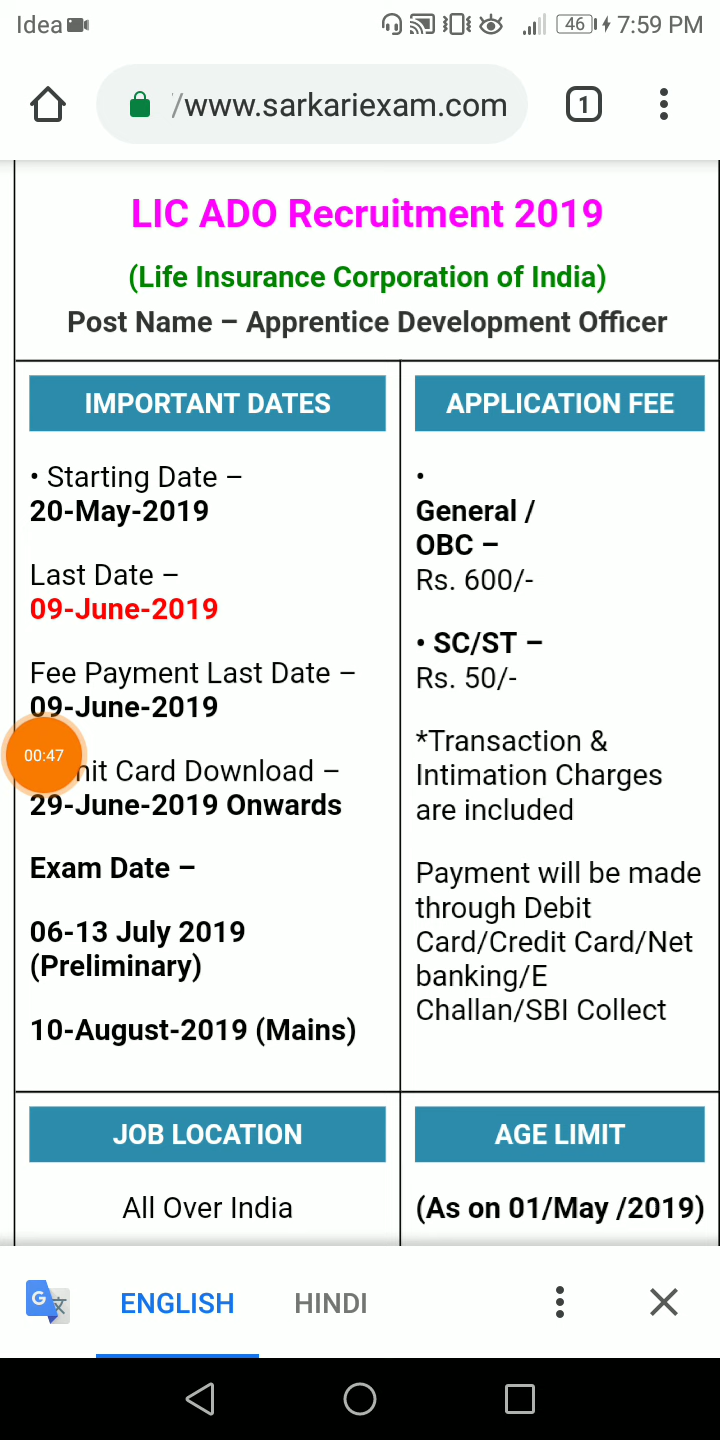 Idea 46 7:59 PM
/www.sarkariexam.com 1
LIC ADO Recruitment 2019
(Life Insurance Corporation of India)
Post Name – Apprentice Development Officer
IMPORTANT DATES
• Starting Date –
20-May-2019
Last Date –
09-June-2019
Fee Payment Last Date –
09-June-2019
00:47
Card Download –
29-June-2019 Onwards
Exam Date –
06-13 July 2019
(Preliminary)
10-August-2019 (Mains)
APPLICATION FEE
•
General /
OBC –
Rs. 600/-
• SC/ST –
Rs. 50/-
*Transaction &
Intimation Charges
are included
Payment will be made
through Debit
Card/Credit Card/Net
banking/E
Challan/SBI Collect
JOB LOCATION
All Over India
AGE LIMIT
(As on 01/May /2019)
G 文
ENGLISH HINDI